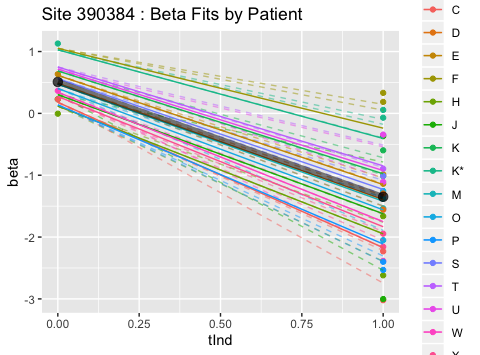 Site 390384 : Beta Fits by Patient
1
0
-1
-2
-3
beta
0.00 0.25 0.50 0.75 1.00
tInd
C
D
E
F
H
J
K
K*
M
O
P
S
T
U
W
X